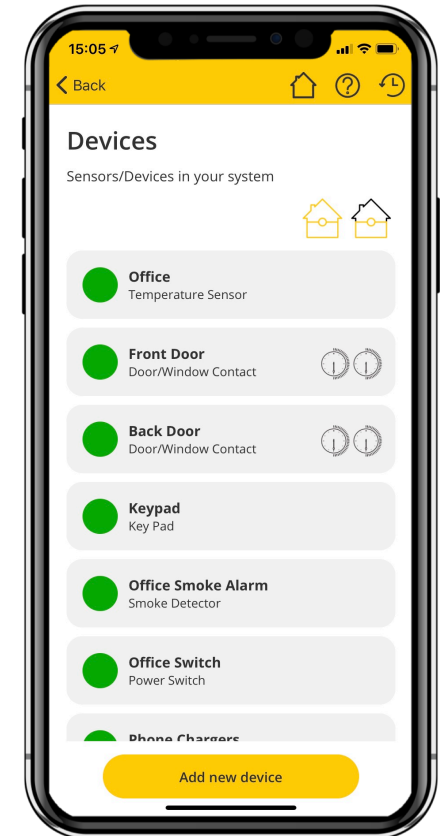 15:05
Back
Devices
Sensors/Devices in your system
Office
Temperature Sensor
Front Door
Door/Window Contact
Back Door
Door/Window Contact
Keypad
Key Pad
Office Smoke Alarm
Smoke Detector
Office Switch
Power Switch
Phone Chargers
Add new device